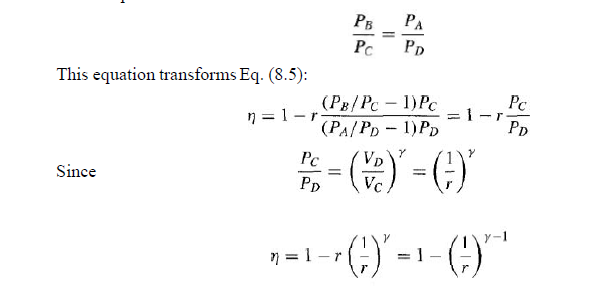 P_B/P_C = P_A/P_D
This equation transforms Eq. (8.5):
η = 1 − r (P_B/P_C − 1)P_C / (P_A/P_D − 1)P_D = 1 − r P_C/P_D
Since P_C/P_D = (V_D/V_C)^γ = (1/r)^γ
η = 1 − r (1/r)^γ = 1 − (1/r)^(γ−1)